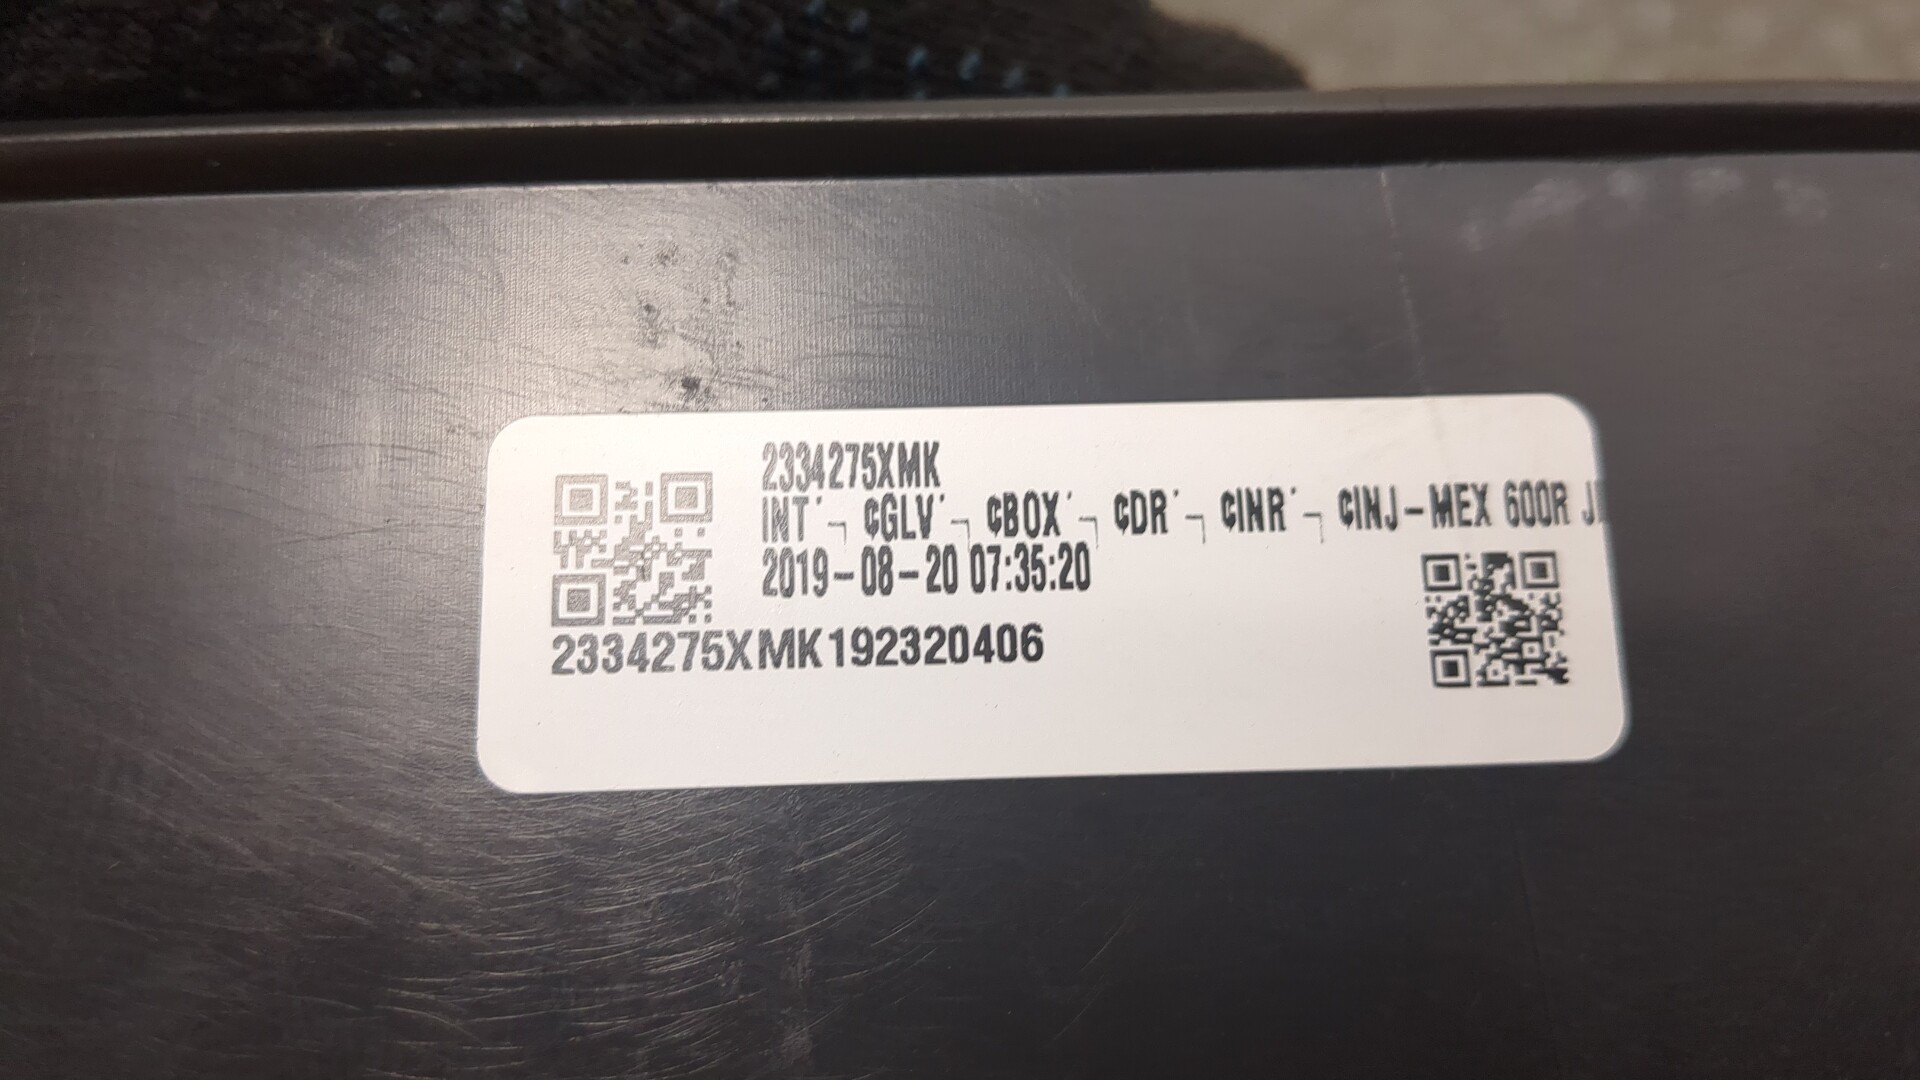 2334275XMK
INT˙¬ ¢GLV˙¬ ¢BOX˙¬ ¢DR˙¬ ¢INR˙¬ ¢INJ-MEX 600R
2019-08-20 07:35:20
2334275XMK192320406